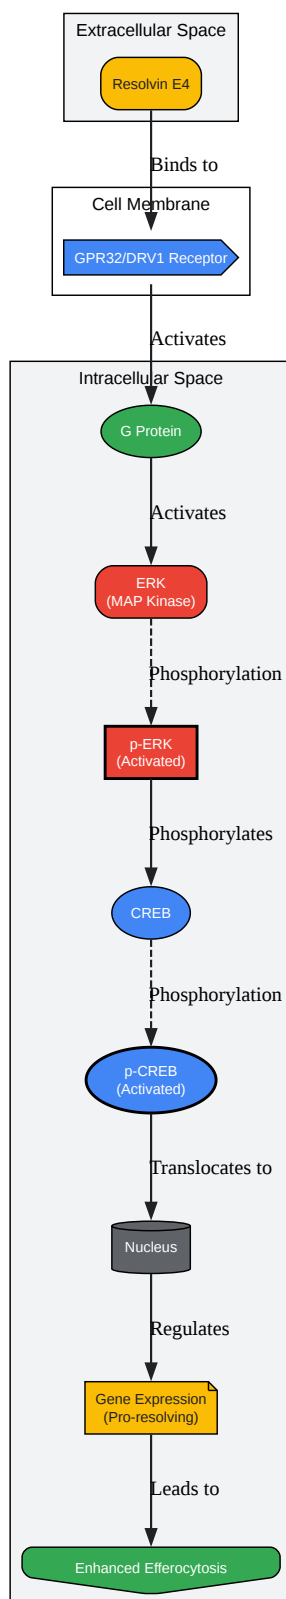 Extracellular Space
Resolvin E4
Binds to
Cell Membrane
GPR32/DRV1 Receptor
Activates
Intracellular Space
G Protein
Activates
ERK
(MAP Kinase)
Phosphorylation
p-ERK
(Activated)
Phosphorylates
CREB
Phosphorylation
p-CREB
(Activated)
Translocates to
Nucleus
Regulates
Gene Expression
(Pro-resolving)
Leads to
Enhanced Efferocytosis